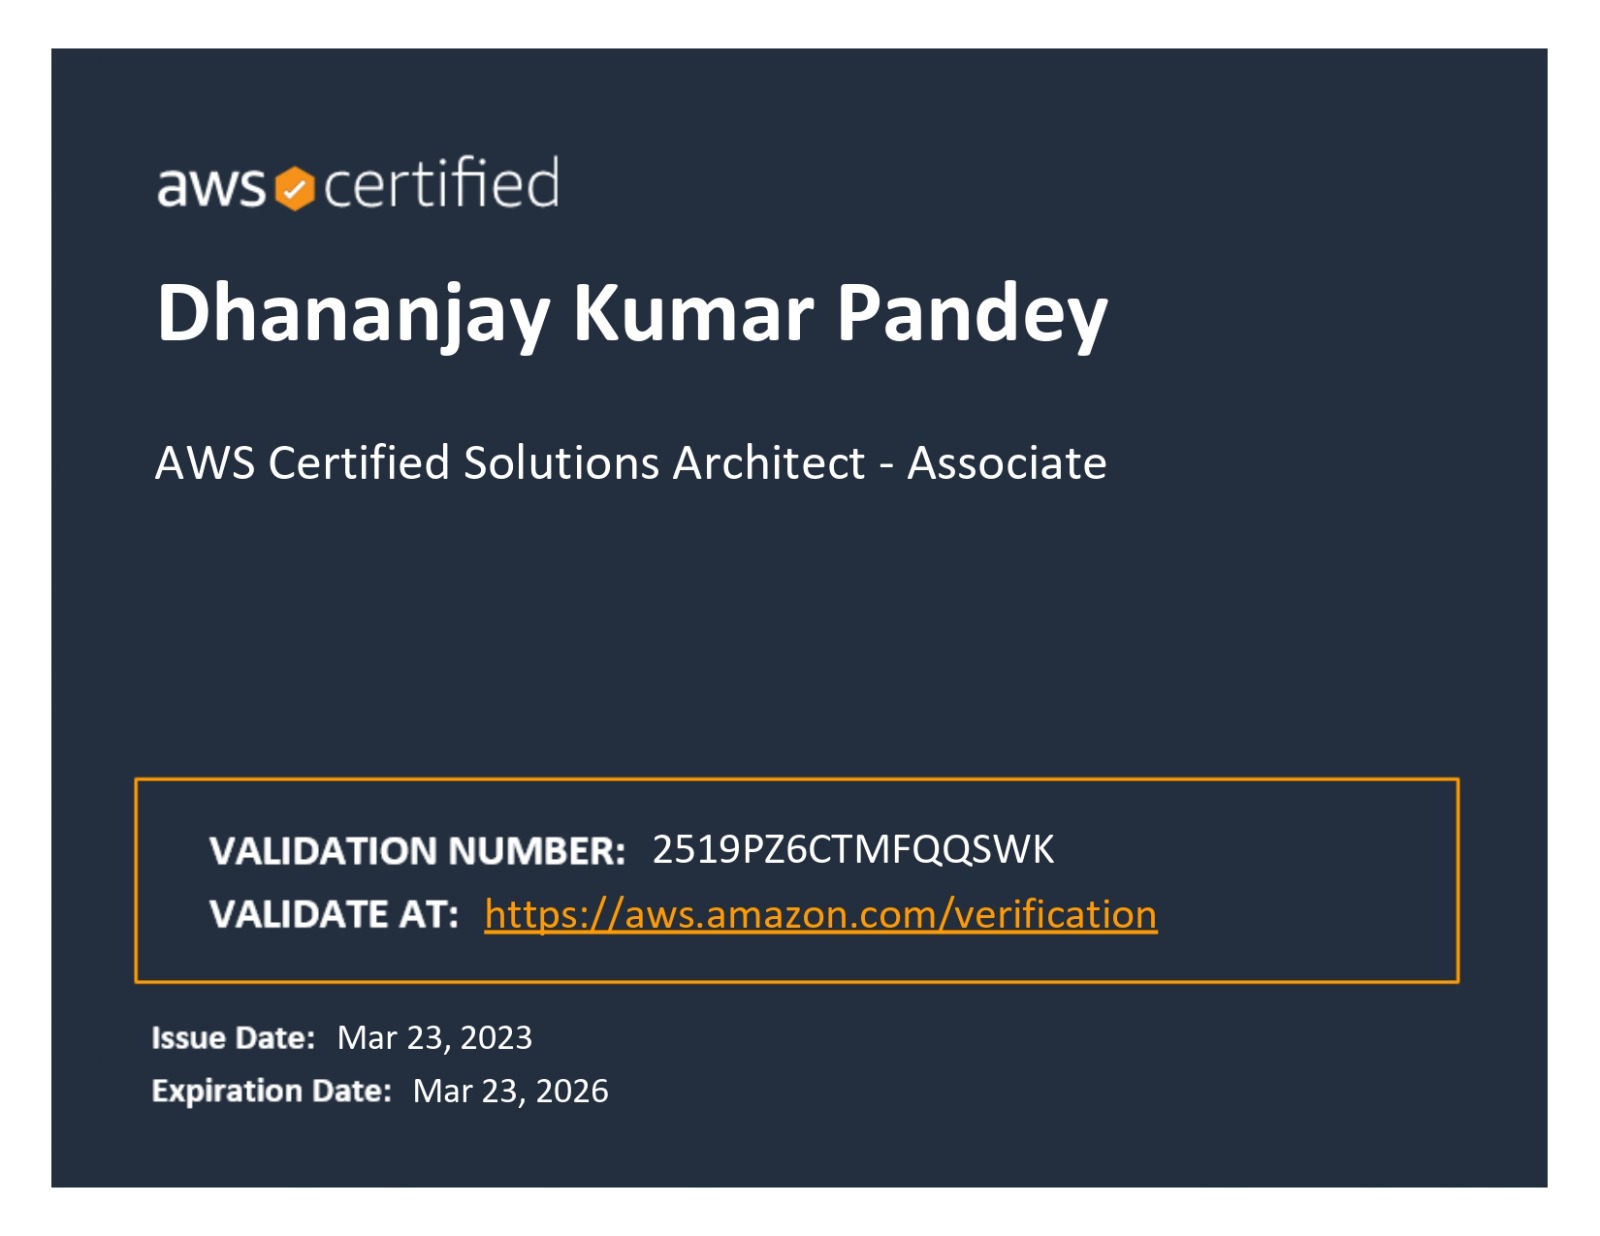 aws certified
Dhananjay Kumar Pandey
AWS Certified Solutions Architect - Associate
VALIDATION NUMBER: 2519PZ6CTMFQQSWK
VALIDATE AT: https://aws.amazon.com/verification
Issue Date: Mar 23, 2023
Expiration Date: Mar 23, 2026